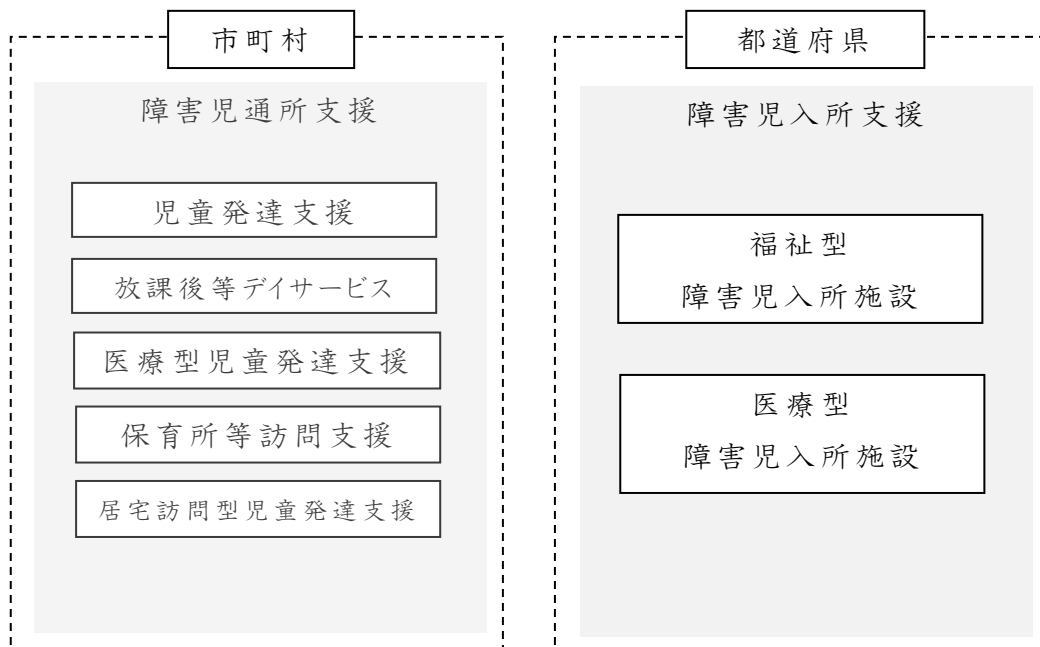 市町村
障害児通所支援
児童発達支援
放課後等デイサービス
医療型児童発達支援
保育所等訪問支援
居宅訪問型児童発達支援
都道府県
障害児入所支援
福祉型
障害児入所施設
医療型
障害児入所施設